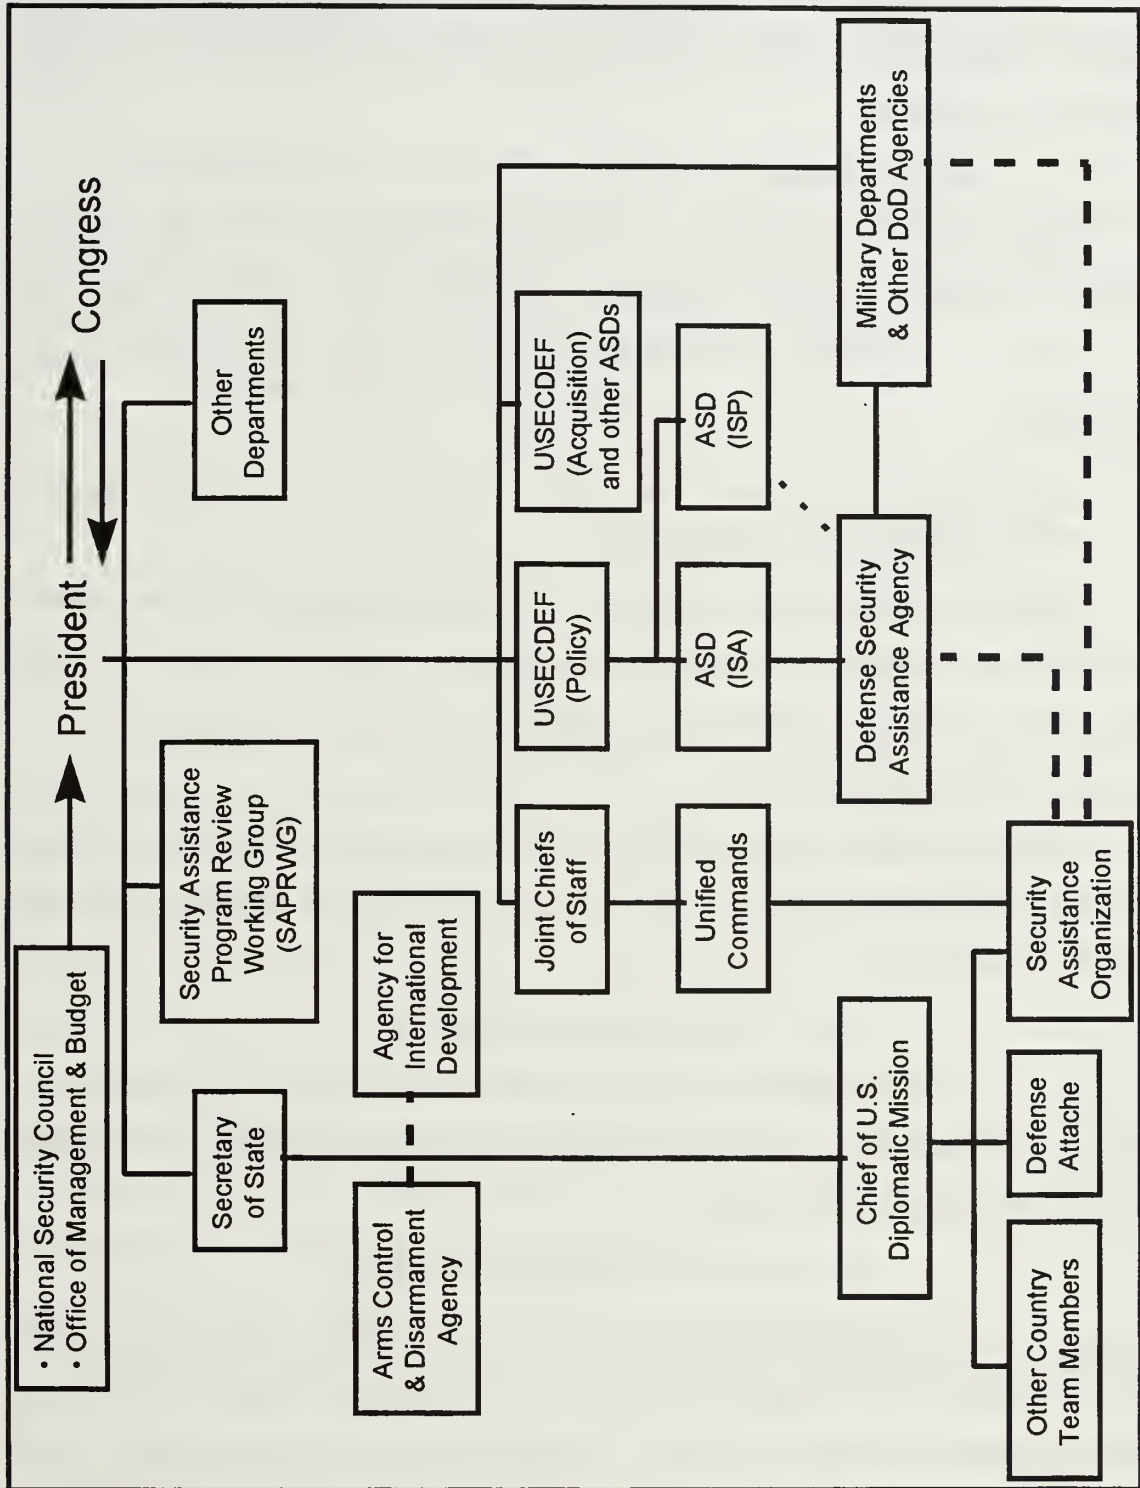 • National Security Council
• Office of Management & Budget
President
Congress
Secretary
of State
Security Assistance
Program Review
Working Group
(SAPRWG)
Other
Departments
Arms Control
& Disarmament
Agency
Agency for
International
Development
Joint Chiefs
of Staff
U\SECDEF
(Policy)
U\SECDEF
(Acquisition)
and other ASDs
Unified
Commands
ASD
(ISA)
ASD
(ISP)
Chief of U.S.
Diplomatic Mission
Defense Security
Assistance Agency
Military Departments
& Other DoD Agencies
Other Country
Team Members
Defense
Attache
Security
Assistance
Organization